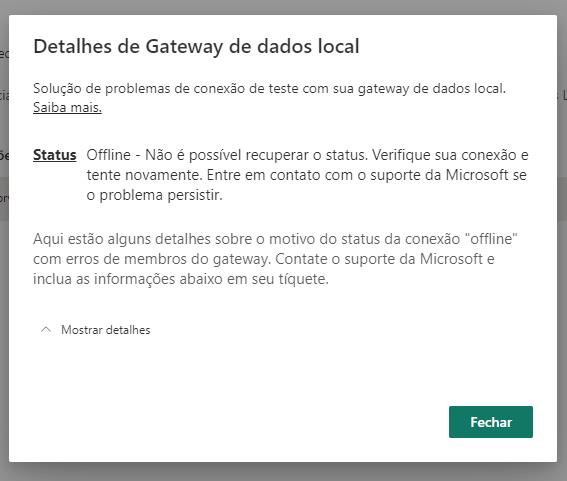 Detalhes de Gateway de dados local
Solução de problemas de conexão de teste com sua gateway de dados local.
Saiba mais.
Status Offline - Não é possível recuperar o status. Verifique sua conexão e
tente novamente. Entre em contato com o suporte da Microsoft se
o problema persistir.
Aqui estão alguns detalhes sobre o motivo do status da conexão "offline"
com erros de membros do gateway. Contate o suporte da Microsoft e
inclua as informações abaixo em seu tíquete.
Mostrar detalhes
Fechar